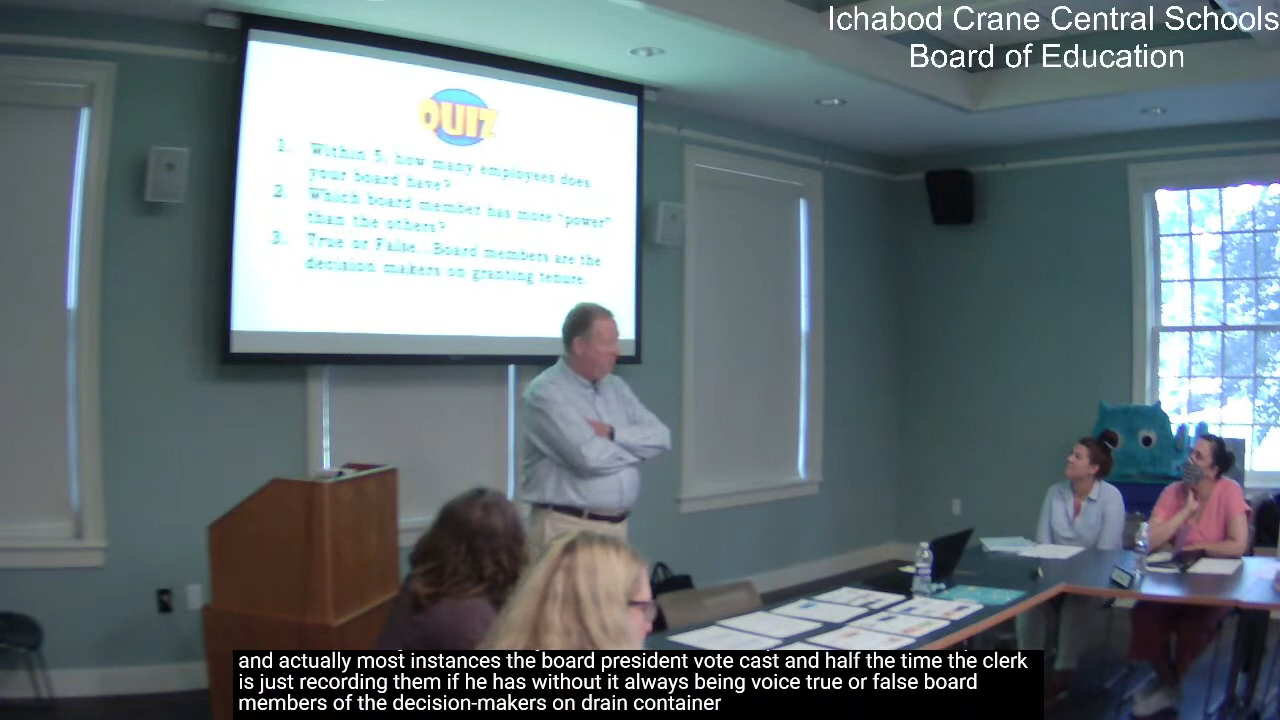 Ichabod Crane Central Schools
Board of Education
QUIZ
1. Within 5, how many employees does
your board have?
2. Which board member has more "power"
than the others?
3. True or False...Board members are the
decision makers on granting tenure.
and actually most instances the board president vote cast and half the time the clerk
is just recording them if he has without it always being voice true or false board
members of the decision-makers on drain container